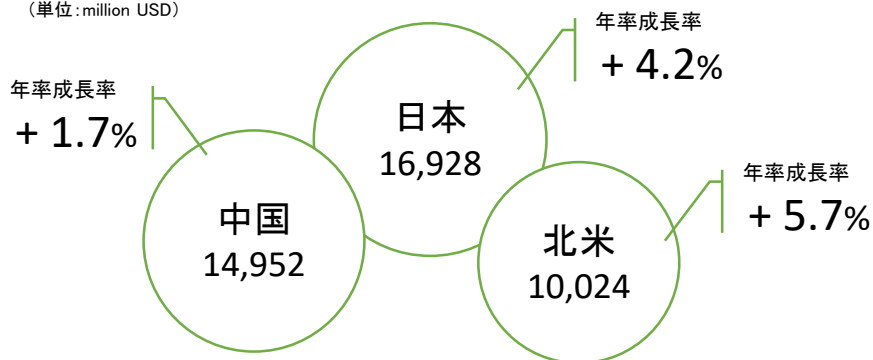 （単位：million USD）
年率成長率
+ 4.2%
年率成長率
+ 1.7%
日本
16,928
年率成長率
+ 5.7%
中国
14,952
北米
10,024